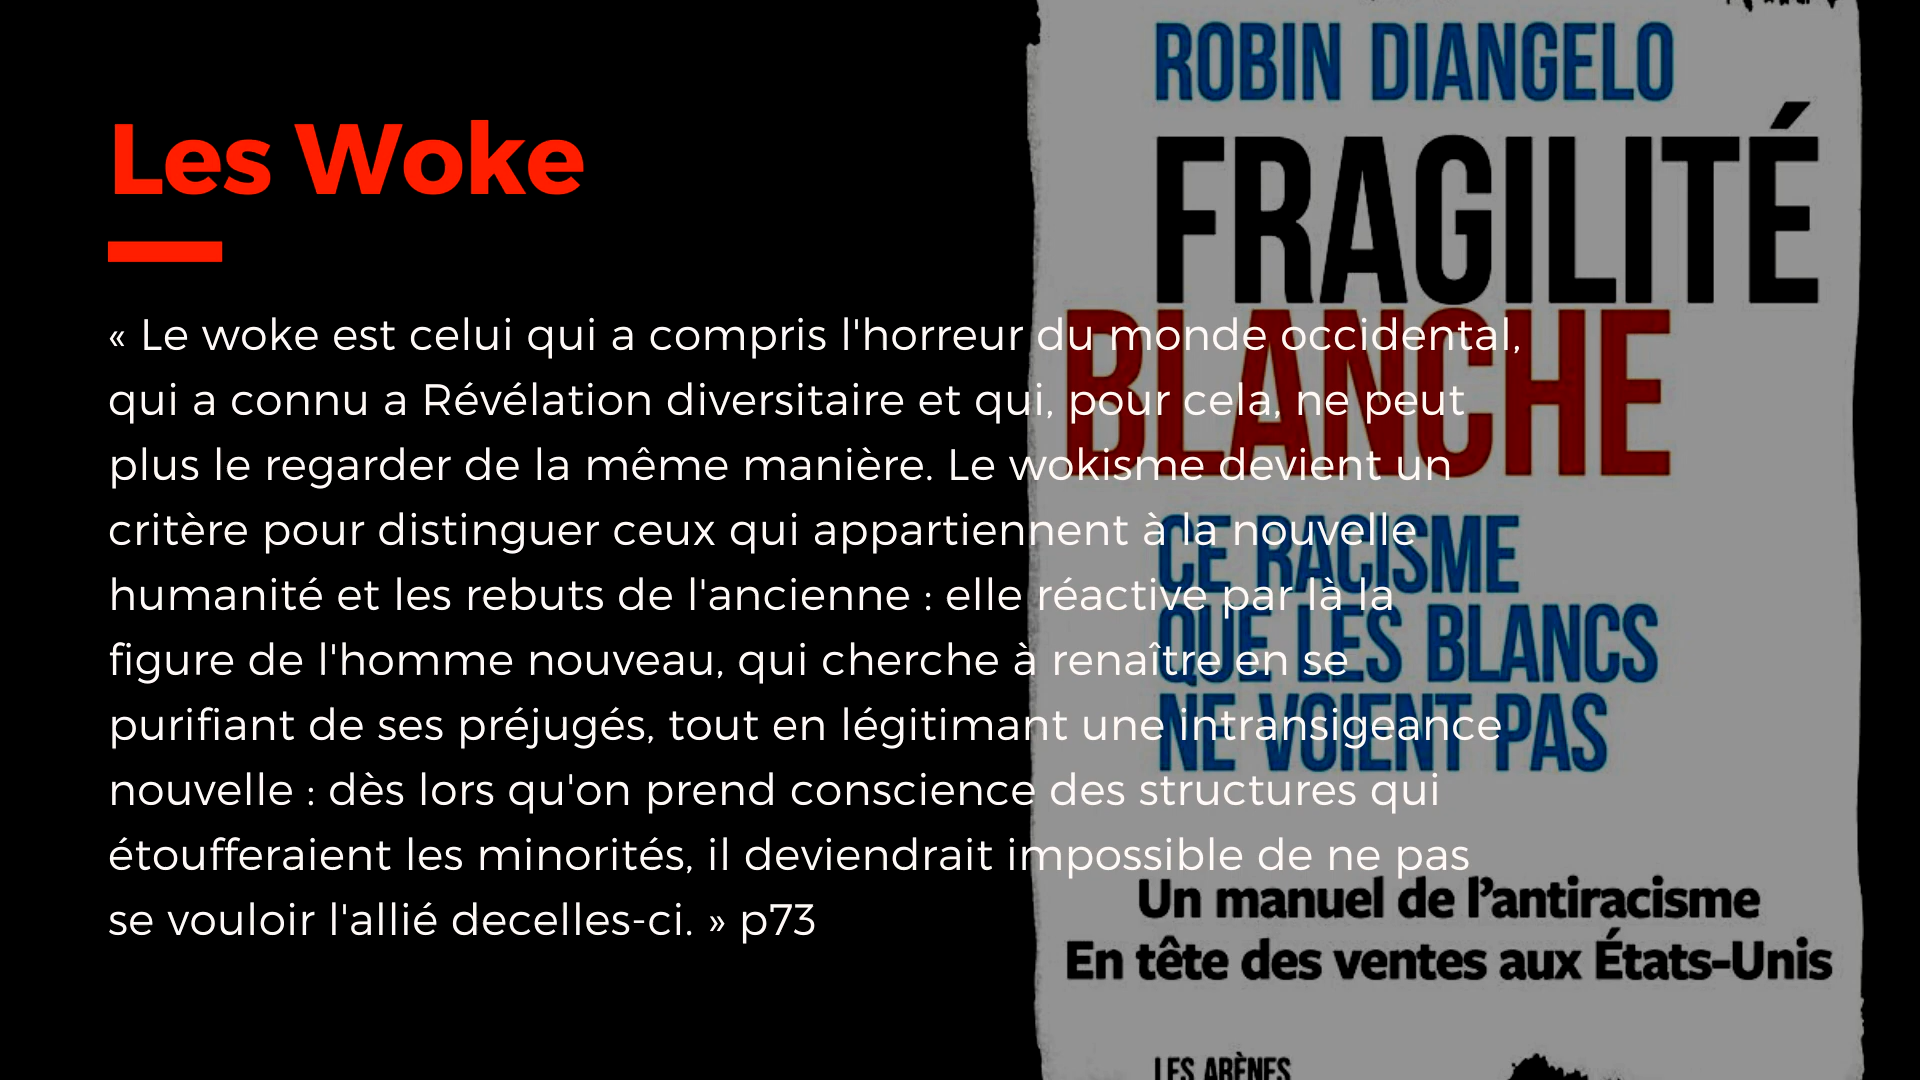 Les Woke
« Le woke est celui qui a compris l'horreur du monde occidental,
qui a connu a Révélation diversitaire et qui, pour cela, ne peut
plus le regarder de la même manière. Le wokisme devient un
critère pour distinguer ceux qui appartiennent à la nouvelle
humanité et les rebuts de l'ancienne : elle réactive par là la
figure de l'homme nouveau, qui cherche à renaître en se
purifiant de ses préjugés, tout en légitimant une intransigeance
nouvelle : dès lors qu'on prend conscience des structures qui
étoufferaient les minorités, il deviendrait impossible de ne pas
se vouloir l'allié decelles-ci. » p73
ROBIN DIANGELO
FRAGILITÉ
BLANCHE
CE RACISME
QUE LES BLANCS
NE VOIENT PAS
Un manuel de l’antiracisme
En tête des ventes aux États-Unis
LES ARÈNES